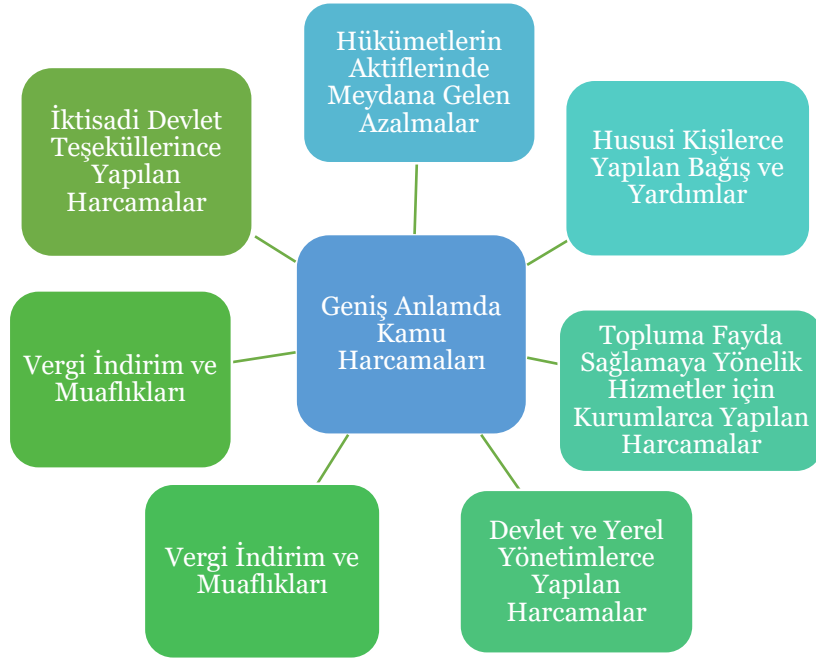 Hükümetlerin
Aktiflerinde
Meydana Gelen
Azalmalar
İktisadi Devlet
Teşeküllerince
Yapılan
Harcamalar
Hususi Kişilerce
Yapılan Bağış ve
Yardımlar
Geniş Anlamda
Kamu
Harcamaları
Vergi İndirim ve
Muaflıkları
Topluma Fayda
Sağlamaya Yönelik
Hizmetler için
Kurumlarca Yapılan
Harcamalar
Vergi İndirim ve
Muaflıkları
Devlet ve Yerel
Yönetimlerce
Yapılan
Harcamalar